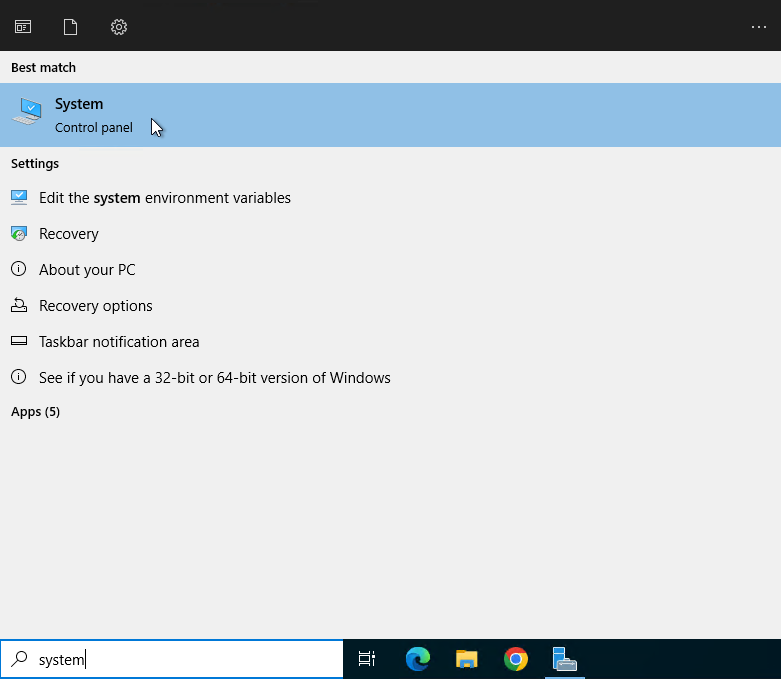 Best match
System
Control panel
Settings
Edit the system environment variables
Recovery
About your PC
Recovery options
Taskbar notification area
See if you have a 32-bit or 64-bit version of Windows
Apps (5)
system